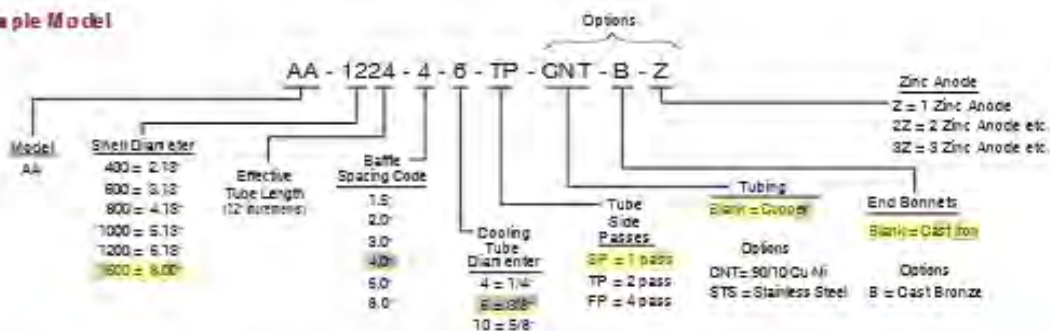 ple Model
Options
AA - 1224 - 4 - 6 - TP - CNT - B - Z
Zinc Anode
Z = 1 Zinc Anode
2Z = 2 Zinc Anode etc
3Z = 3 Zinc Anode etc
Model
AA
Shell Diameter
400 = 2.13"
600 = 3.13"
800 = 4.13"
1000 = 5.13"
1200 = 6.13"
1600 = 8.00"
Effective
Tube Length
(12" increments)
Baffle
Spacing Code
1.5"
2.0"
3.0"
4.0"
5.0"
6.0"
Cooling
Tube
Diamenter
4 = 1/4"
6 = 3/8"
10 = 5/8"
Tube
Side
Passes
SP = 1 pass
TP = 2 pass
FP = 4 pass
Tubing
Blank = Copper
Options
CNT = 90/10 Cu Ni
STS = Stainless Steel
End Bonnets
Blank = Cast Iron
Options
B = Cast Bronze